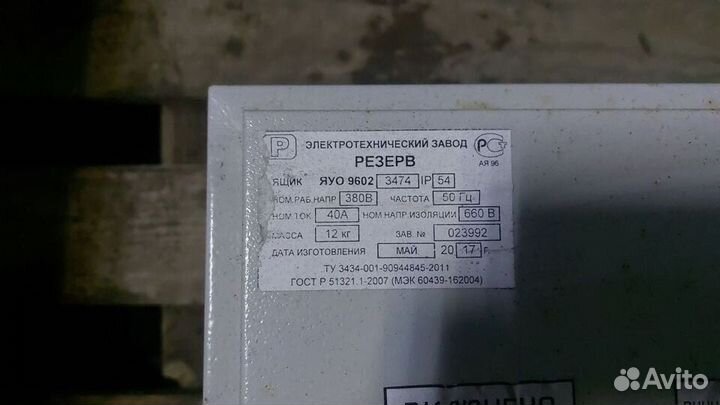 ЭЛЕКТРОТЕХНИЧЕСКИЙ ЗАВОД
Р РЕЗЕРВ РС
АЯ 96
ЯЩИК ЯУО 9602 3474 IP 54
НОМ.РАБ.НАПР 380В ЧАСТОТА 50 Гц
НОМ ТОК 40А НОМ НАПР ИЗОЛЯЦИИ 660 В
МАССА 12 кг ЗАВ. № 023992
ДАТА ИЗГОТОВЛЕНИЯ МАЙ 20 17 г.
ТУ 3434-001-90944845-2011
ГОСТ Р 51321.1-2007 (МЭК 60439-162004)
Avito